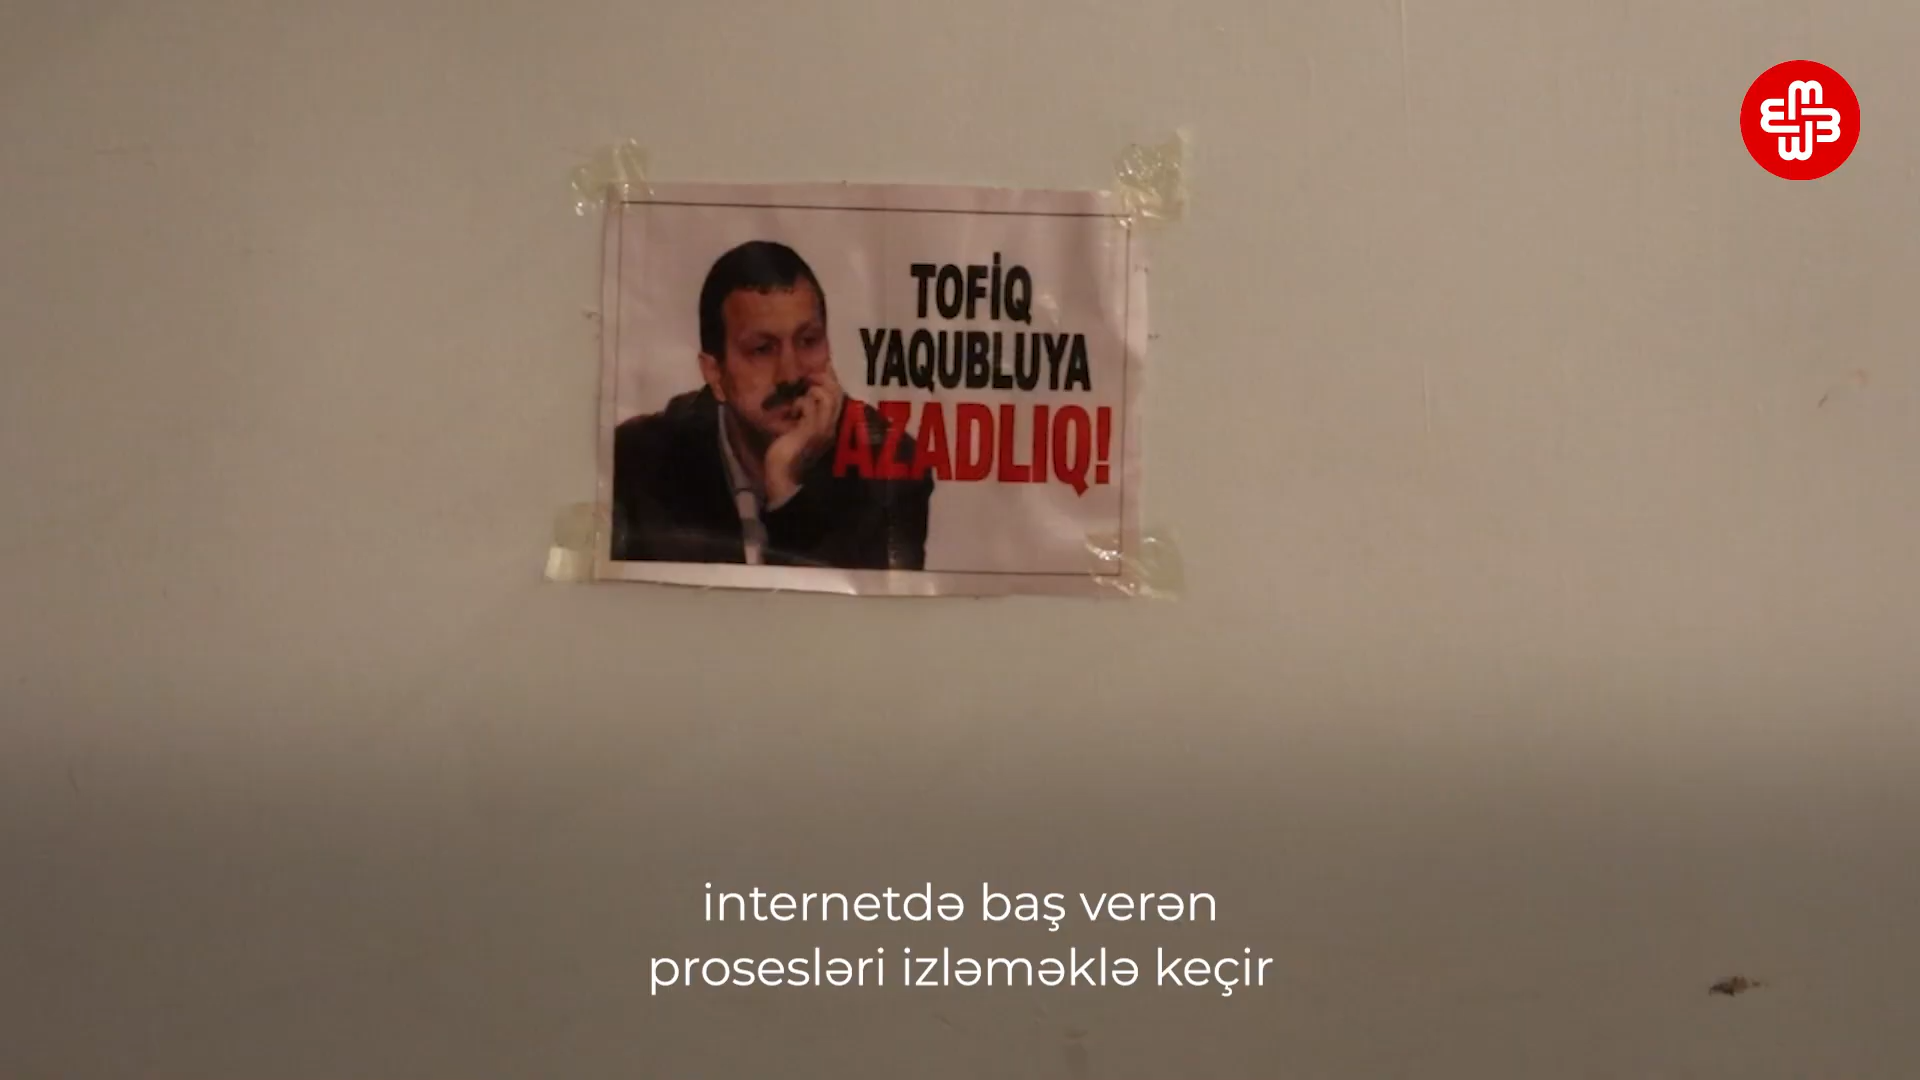 TOFİQ
YAQUBLUYA
AZADLIQ!
internetdə baş verən
prosesləri izləməklə keçir